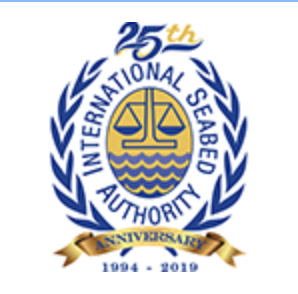 25th
INTERNATIONAL SEABED
AUTHORITY
ANNIVERSARY
1994 - 2019